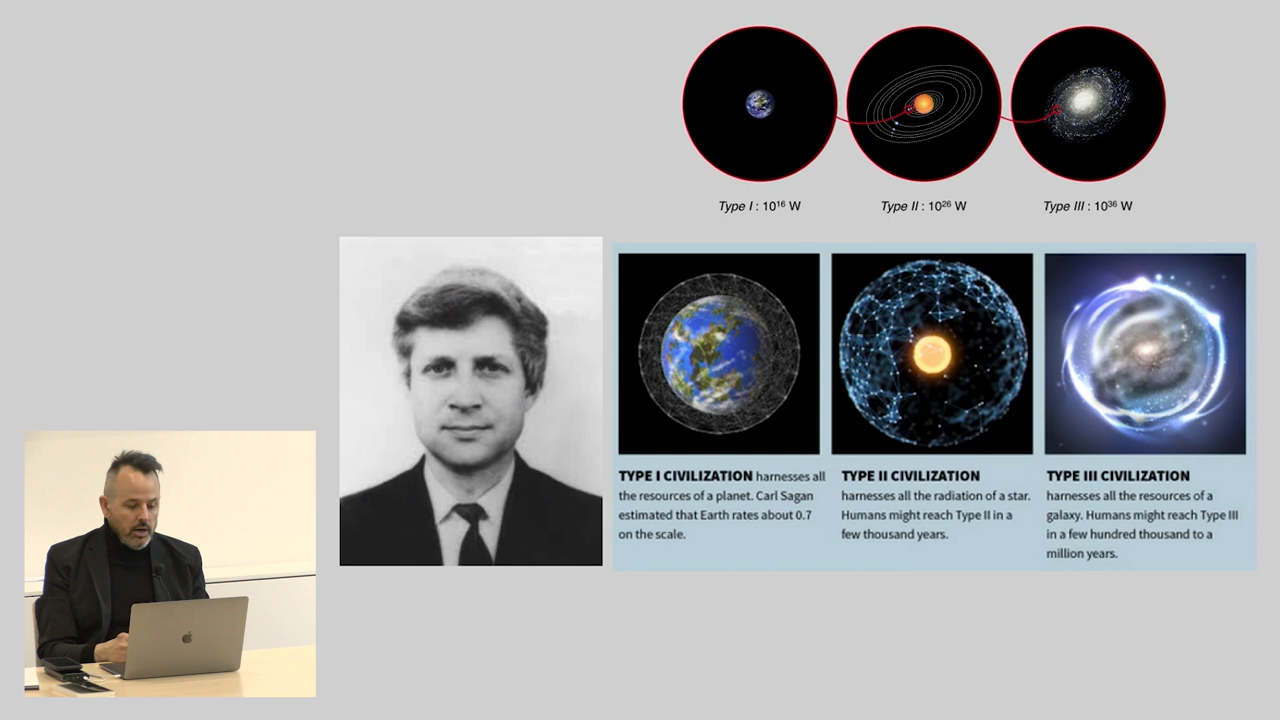 Type I : 10¹⁶ W
Type II : 10²⁶ W
Type III : 10³⁶ W
TYPE I CIVILIZATION harnesses all
the resources of a planet. Carl Sagan
estimated that Earth rates about 0.7
on the scale.
TYPE II CIVILIZATION
harnesses all the radiation of a star.
Humans might reach Type II in a
few thousand years.
TYPE III CIVILIZATION
harnesses all the resources of a
galaxy. Humans might reach Type III
in a few hundred thousand to a
million years.